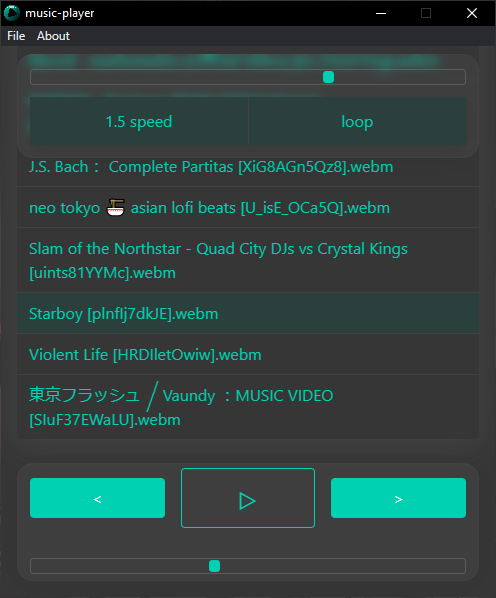 music-player
File About
1.5 speed loop
J.S. Bach： Complete Partitas [XiG8AGn5Qz8].webm
neo tokyo 🍜 asian lofi beats [U_isE_OCa5Q].webm
Slam of the Northstar - Quad City DJs vs Crystal Kings
[uints81YYMc].webm
Starboy [plnfIj7dkJE].webm
Violent Life [HRDIletOwiw].webm
東京フラッシュ ⧸ Vaundy ：MUSIC VIDEO
[SIuF37EWaLU].webm
< ▷ >